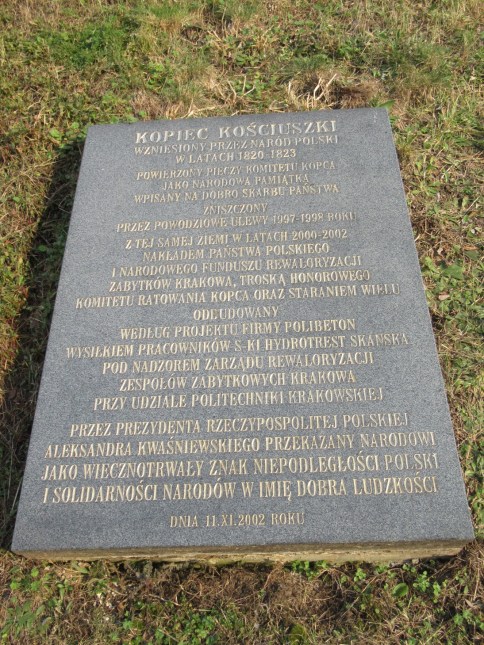 KOPIEC KOŚCIUSZKI
WZNIESIONY PRZEZ NARÓD POLSKI
W LATACH 1820-1823
POWIERZONY PIECZY KOMITETU KOPCA
JAKO NARODOWA PAMIĄTKA
WPISANY NA DOBRO SKARBU PAŃSTWA
ZNISZCZONY
PRZEZ POWODZIOWE ULEWY 1997-1998 ROKU
Z TEJ SAMEJ ZIEMI W LATACH 2000-2002
NAKŁADEM PAŃSTWA POLSKIEGO
I NARODOWEGO FUNDUSZU REWALORYZACJI
ZABYTKÓW KRAKOWA, TROSKĄ HONOROWEGO
KOMITETU RATOWANIA KOPCA ORAZ STARANIEM WIELU
ODBUDOWANY
WEDŁUG PROJEKTU FIRMY POLIBETON
WYSIŁKIEM PRACOWNIKÓW S-KI HYDROTREST SKAŃSKA
POD NADZOREM ZARZĄDU REWALORYZACJI
ZESPOŁÓW ZABYTKOWYCH KRAKOWA
PRZY UDZIALE POLITECHNIKI KRAKOWSKIEJ
PRZEZ PREZYDENTA RZECZYPOSPOLITEJ POLSKIEJ
ALEKSANDRA KWAŚNIEWSKIEGO PRZEKAZANY NARODOWI
JAKO WIECZNOTRWAŁY ZNAK NIEPODLEGŁOŚCI POLSKI
I SOLIDARNOŚCI NARODÓW W IMIĘ DOBRA LUDZKOŚCI
DNIA 11.XI.2002 ROKU